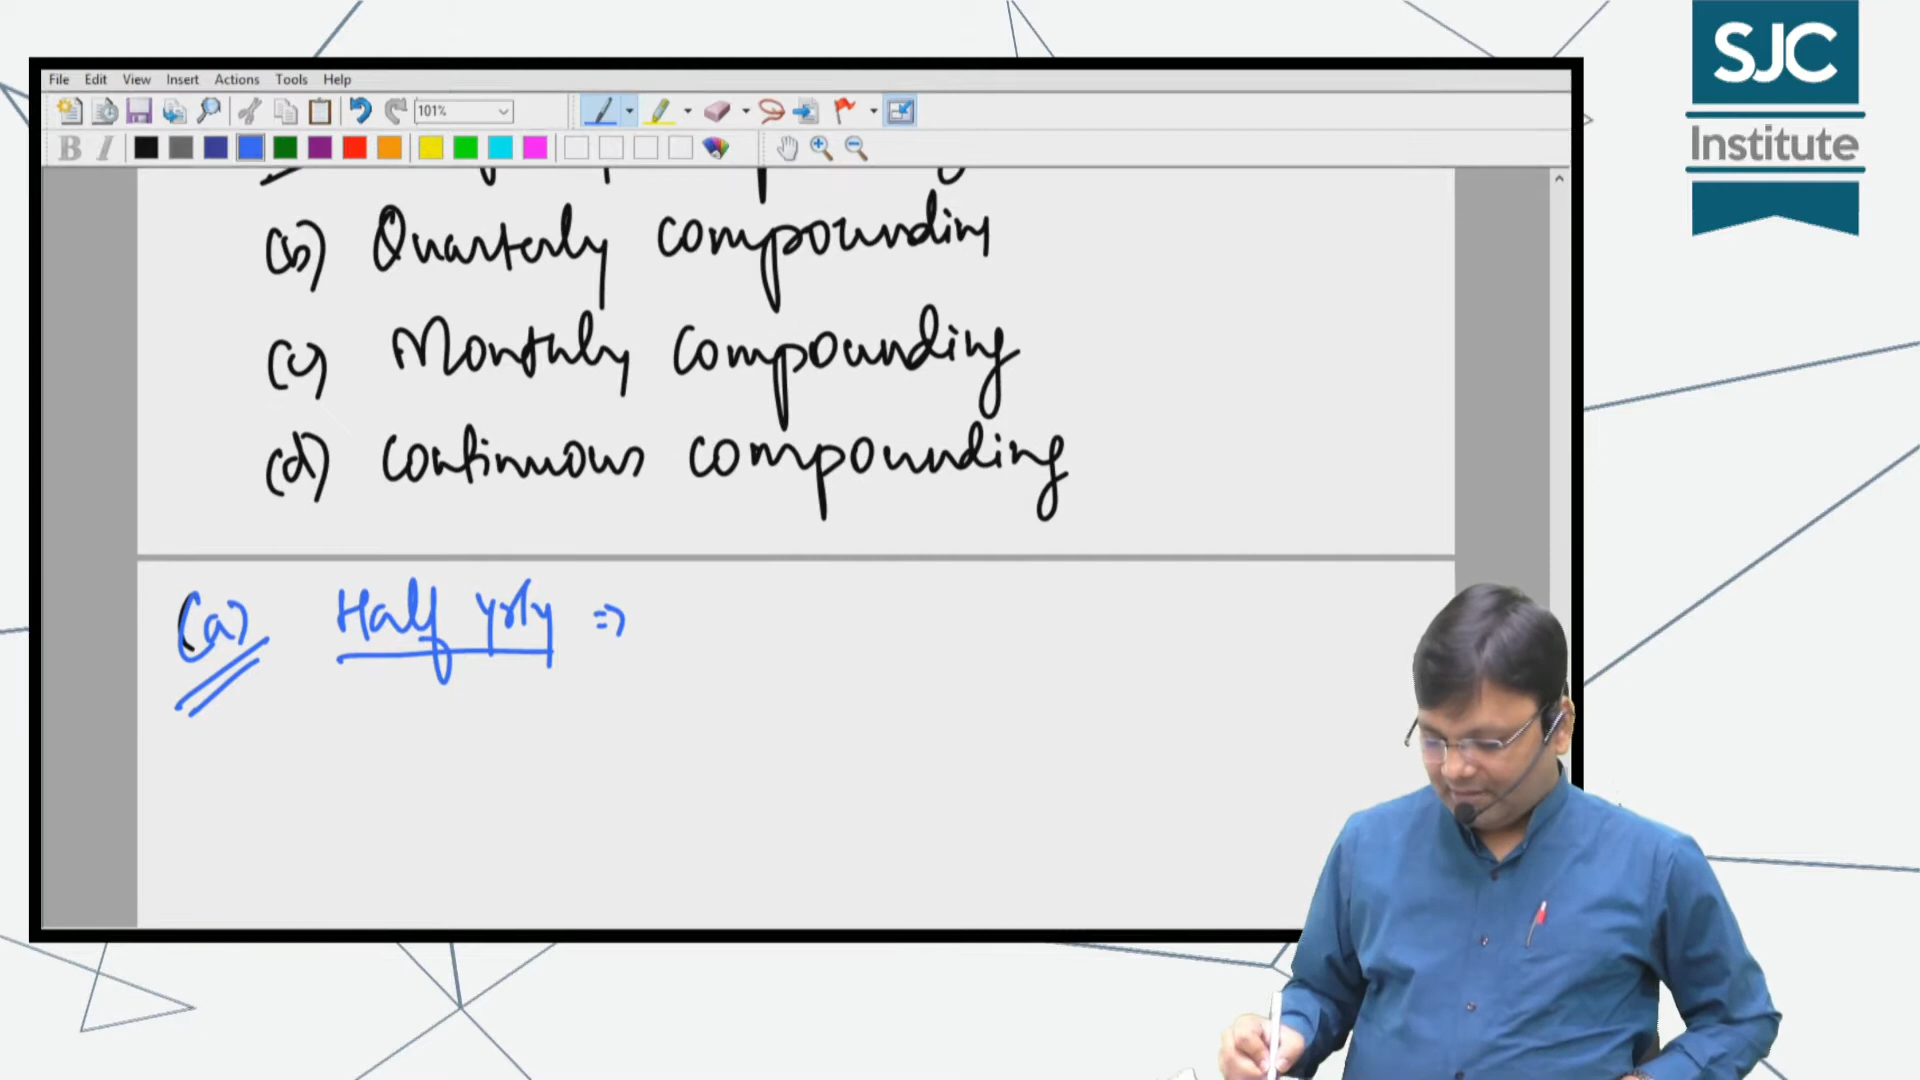 SJC
Institute
File Edit View Insert Actions Tools Help
101%
B I
(b) Quarterly compounding
(c) Monthly compounding
(d) Continuous compounding
(a) Half yrly =>